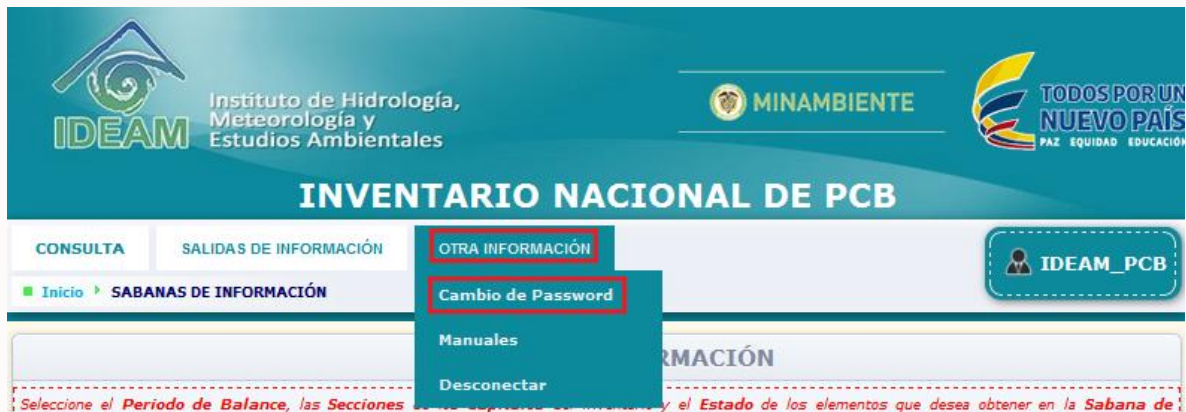 IDEAM
Instituto de Hidrología,
Meteorología y
Estudios Ambientales
MINAMBIENTE
TODOS POR UN
NUEVO PAÍS
PAZ EQUIDAD EDUCACIÓN
INVENTARIO NACIONAL DE PCB
CONSULTA SALIDAS DE INFORMACIÓN OTRA INFORMACIÓN
IDEAM_PCB
Inicio SABANAS DE INFORMACIÓN
Cambio de Password
Manuales
Desconectar
RMACIÓN
Seleccione el Periodo de Balance, las Secciones y el Estado de los elementos que desea obtener en la Sabana de